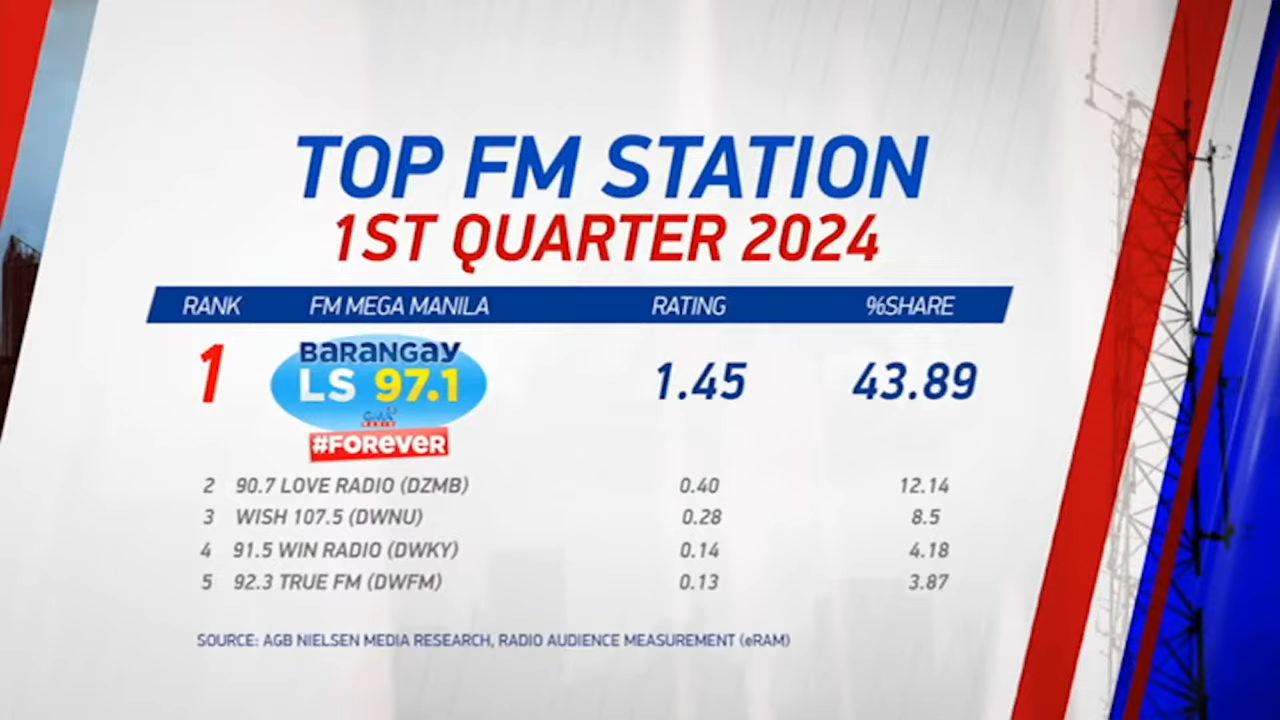 TOP FM STATION
1ST QUARTER 2024
RANK FM MEGA MANILA RATING %SHARE
1 BARANGAY LS 97.1 1.45 43.89
GMA
RADIO
#FOREVER
2 90.7 LOVE RADIO (DZMB) 0.40 12.14
3 WISH 107.5 (DWNU) 0.28 8.5
4 91.5 WIN RADIO (DWKY) 0.14 4.18
5 92.3 TRUE FM (DWFM) 0.13 3.87
SOURCE: AGB NIELSEN MEDIA RESEARCH, RADIO AUDIENCE MEASUREMENT (eRAM)